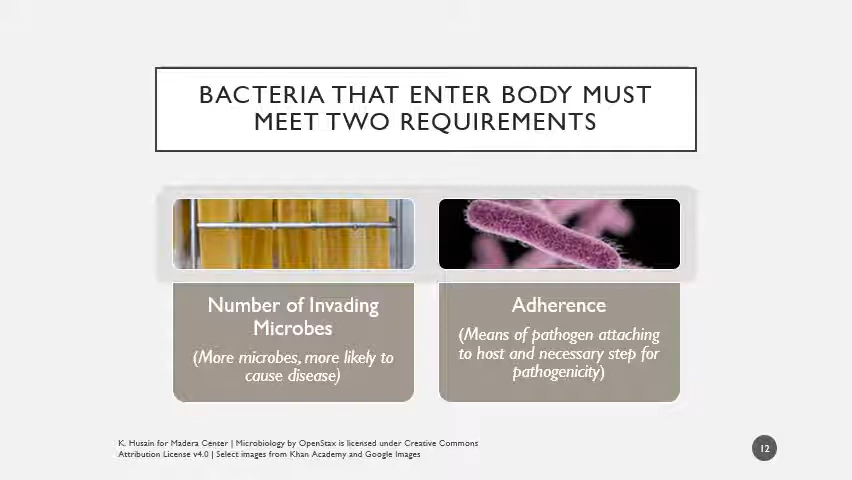 BACTERIA THAT ENTER BODY MUST
MEET TWO REQUIREMENTS
Number of Invading
Microbes
(More microbes, more likely to
cause disease)
Adherence
(Means of pathogen attaching
to host and necessary step for
pathogenicity)
K. Husain for Madera Center | Microbiology by OpenStax is licensed under Creative Commons
Attribution License v4.0 | Select images from Khan Academy and Google Images
12